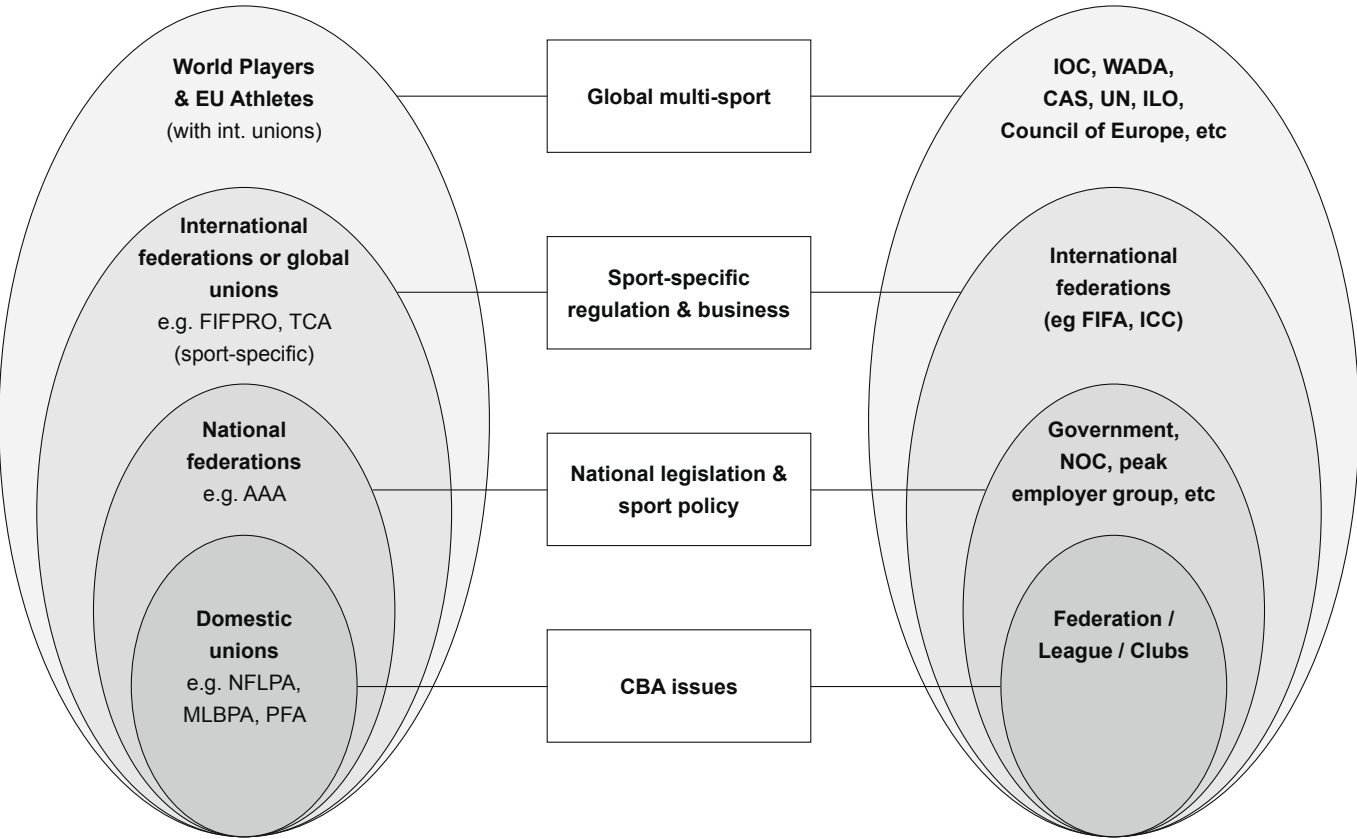 World Players
& EU Athletes
(with int. unions)
Global multi-sport
IOC, WADA,
CAS, UN, ILO,
Council of Europe, etc
International
federations or global
unions
e.g. FIFPRO, TCA
(sport-specific)
Sport-specific
regulation & business
International
federations
(eg FIFA, ICC)
National
federations
e.g. AAA
National legislation &
sport policy
Government,
NOC, peak
employer group, etc
Domestic
unions
e.g. NFLPA,
MLBPA, PFA
CBA issues
Federation /
League / Clubs